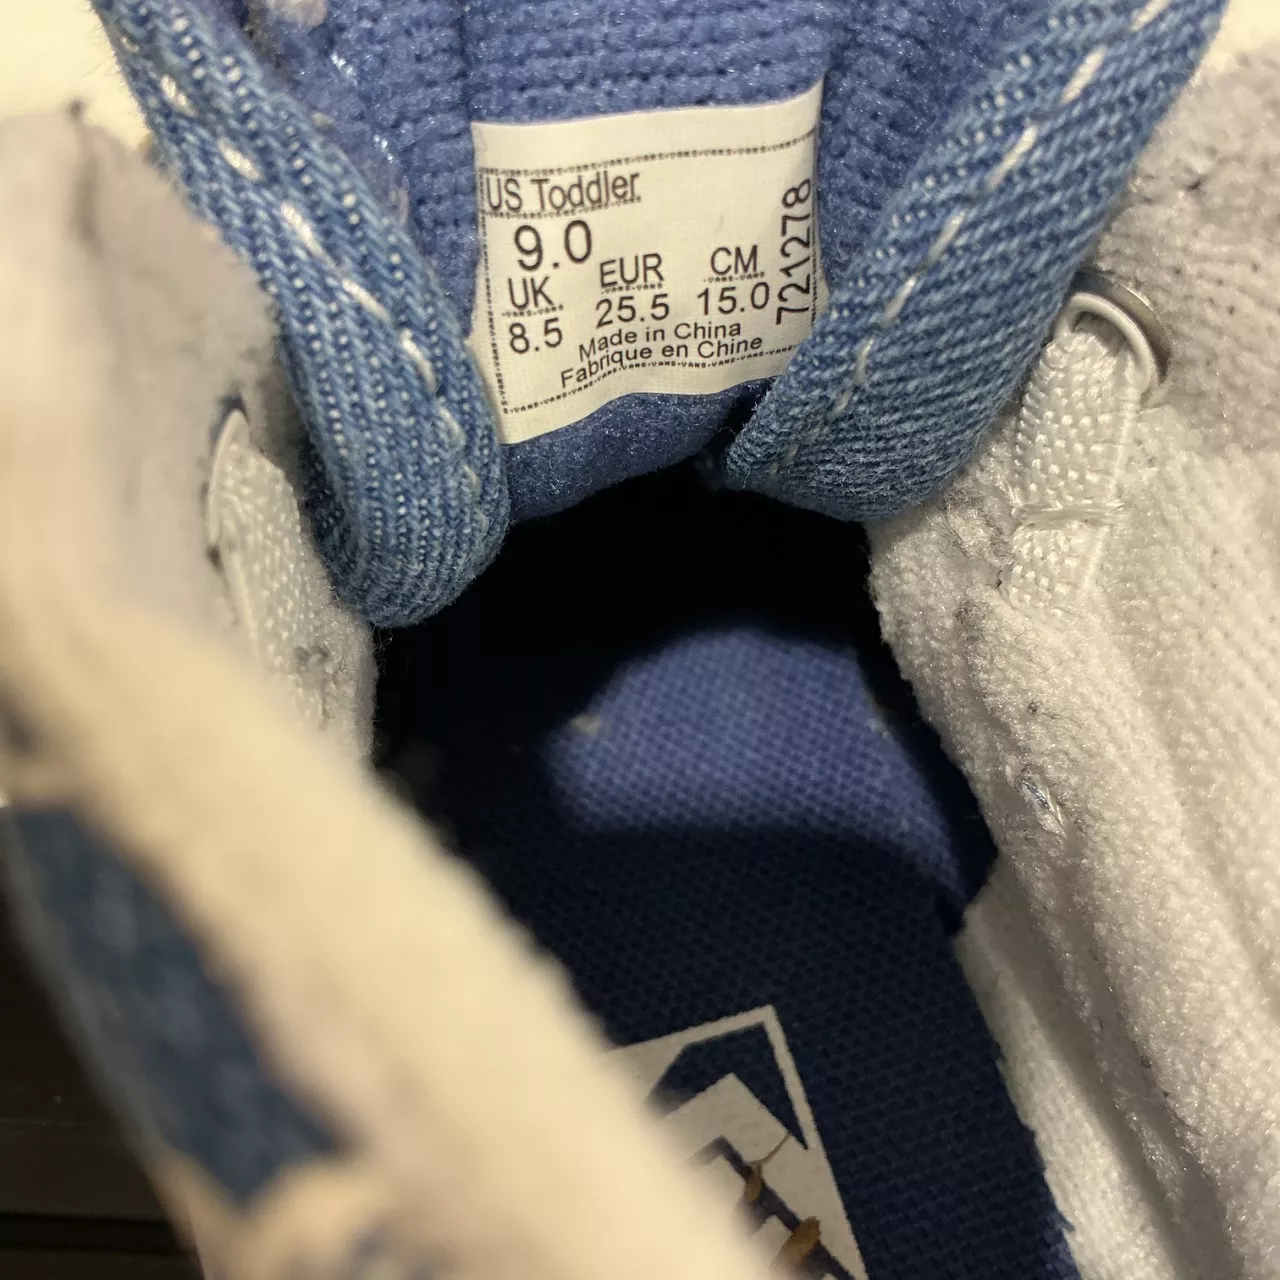 US Toddler
9.0
UK. EUR CM
8.5 25.5 15.0
721278
Made in China
Fabrique en Chine